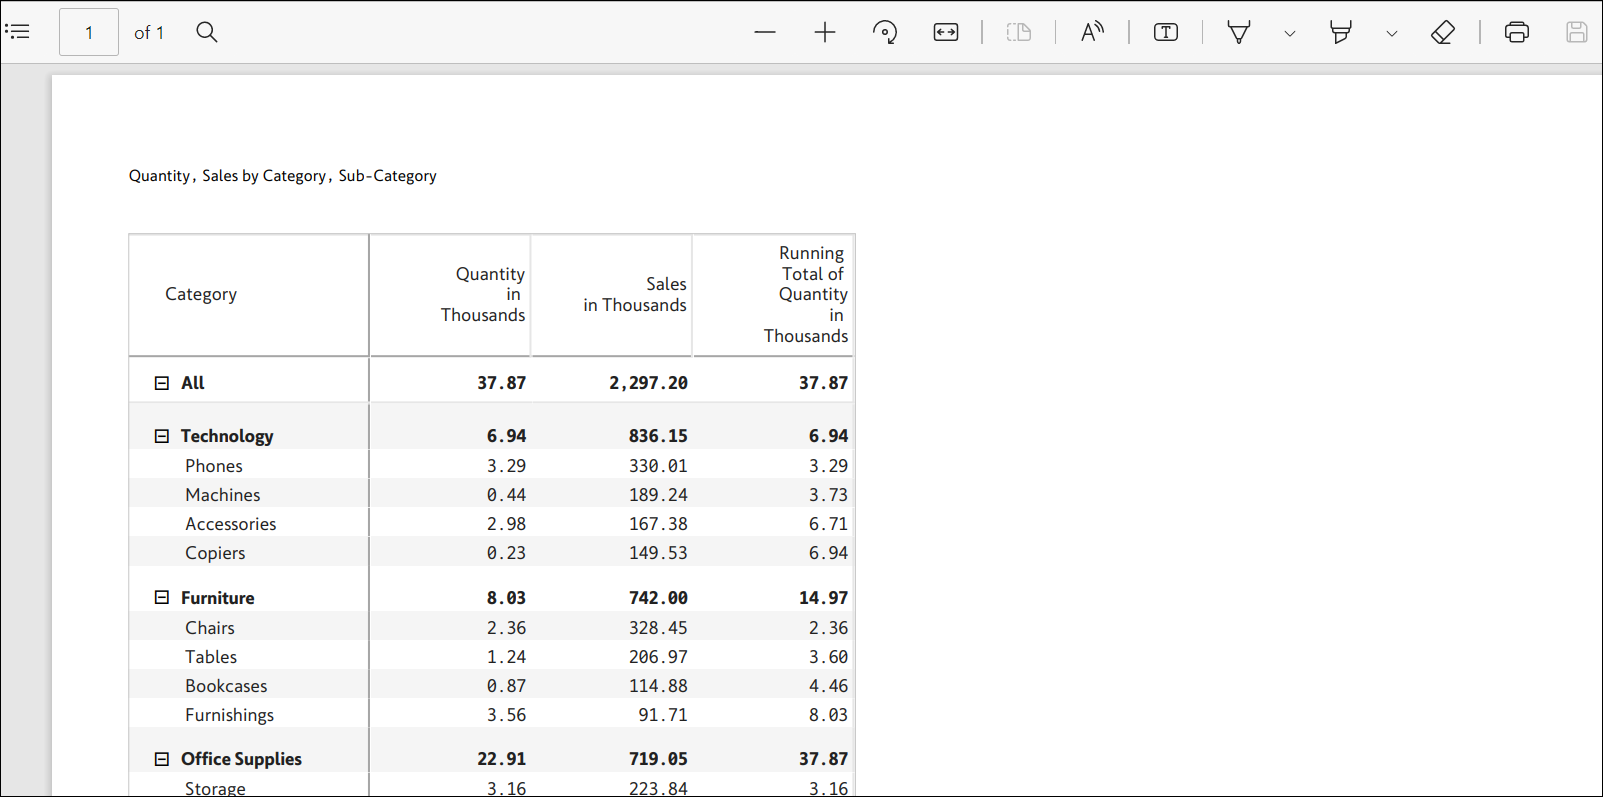 1 of 1
Quantity, Sales by Category, Sub-Category
Category
Quantity
in
Thousands
Sales
in Thousands
Running
Total of
Quantity
in
Thousands
All 37.87 2,297.20 37.87
Technology 6.94 836.15 6.94
Phones 3.29 330.01 3.29
Machines 0.44 189.24 3.73
Accessories 2.98 167.38 6.71
Copiers 0.23 149.53 6.94
Furniture 8.03 742.00 14.97
Chairs 2.36 328.45 2.36
Tables 1.24 206.97 3.60
Bookcases 0.87 114.88 4.46
Furnishings 3.56 91.71 8.03
Office Supplies 22.91 719.05 37.87
Storage 3.16 223.84 3.16